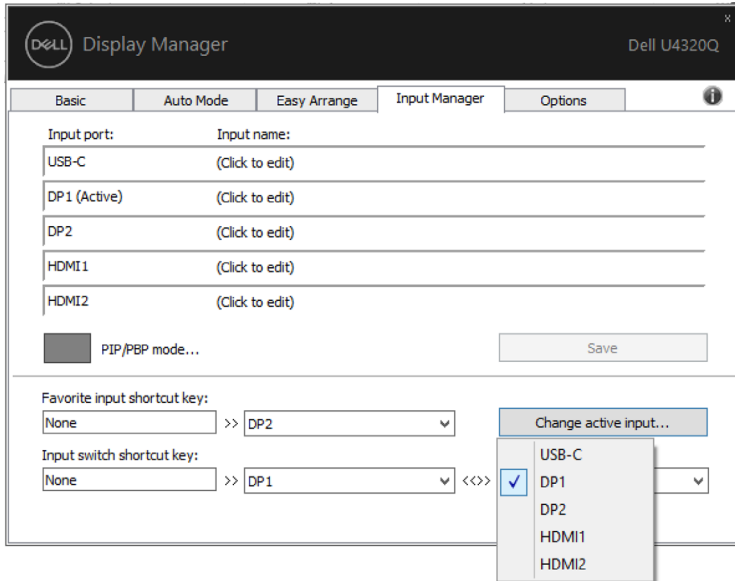 DELL Display Manager Dell U4320Q
x
Basic Auto Mode Easy Arrange Input Manager Options i
Input port: Input name:
USB-C (Click to edit)
DP1 (Active) (Click to edit)
DP2 (Click to edit)
HDMI1 (Click to edit)
HDMI2 (Click to edit)
PIP/PBP mode... Save
Favorite input shortcut key:
None >> DP2 Change active input...
Input switch shortcut key:
None >> DP1 <<>>
USB-C
DP1
DP2
HDMI1
HDMI2